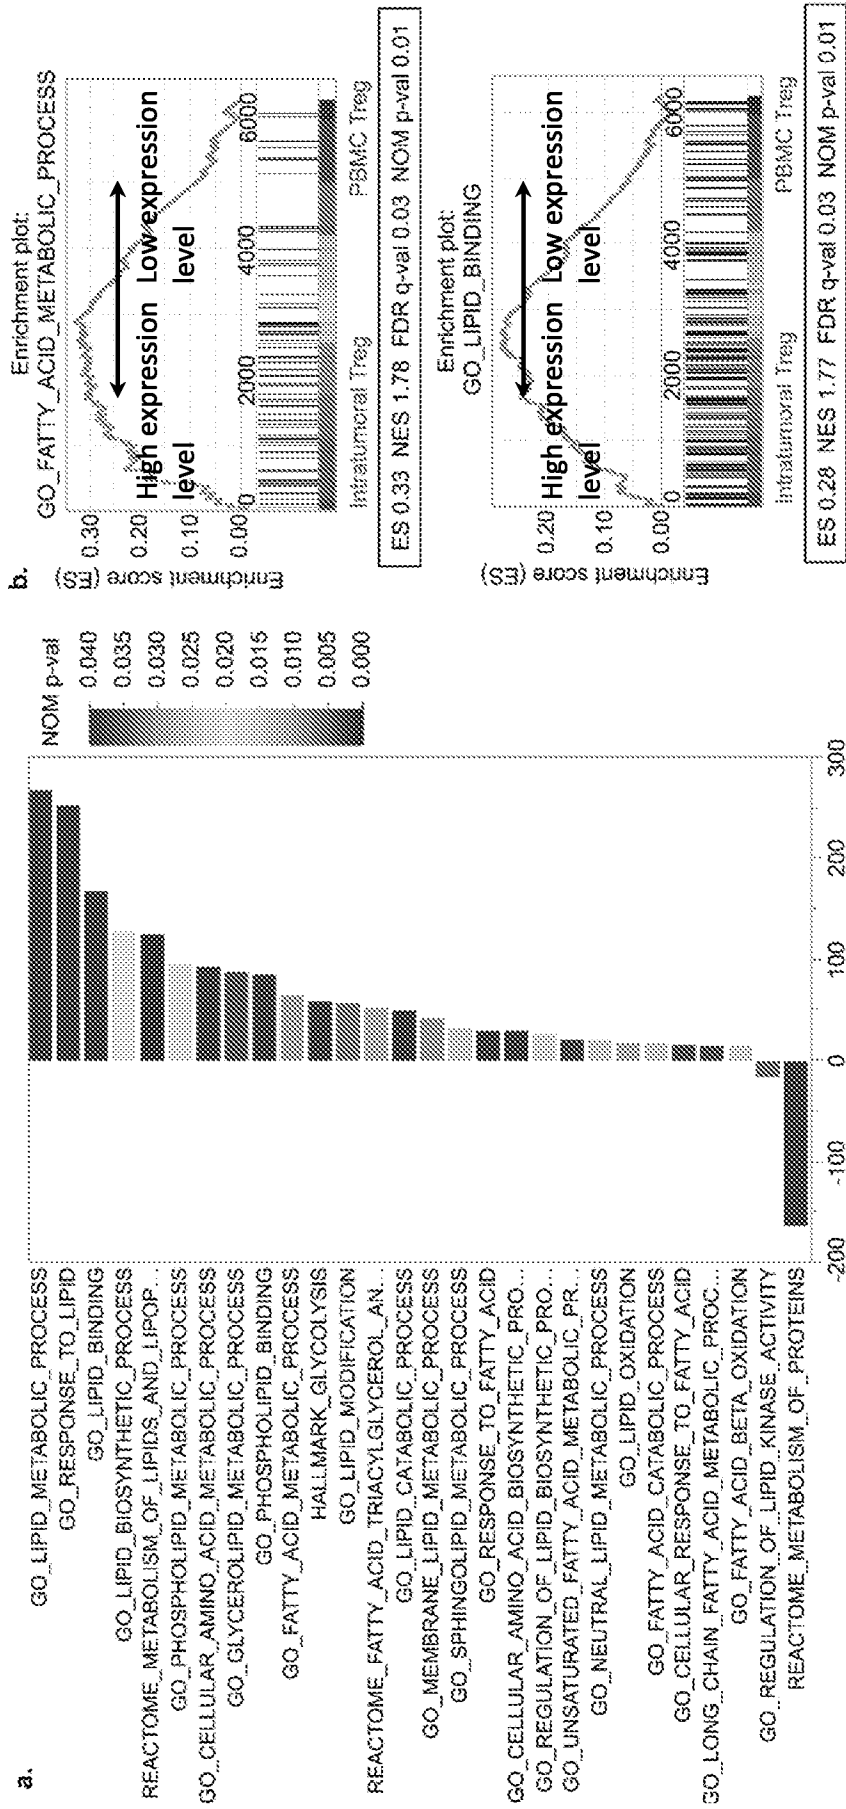 a.
GO_LIPID_METABOLIC_PROCESS
GO_RESPONSE_TO_LIPID
GO_LIPID_BINDING
GO_LIPID_BIOSYNTHETIC_PROCESS
REACTOME_METABOLISM_OF_LIPIDS_AND_LIPOP...
GO_PHOSPHOLIPID_METABOLIC_PROCESS
GO_CELLULAR_AMINO_ACID_METABOLIC_PROCESS
GO_GLYCEROLIPID_METABOLIC_PROCESS
GO_PHOSPHOLIPID_BINDING
GO_FATTY_ACID_METABOLIC_PROCESS
HALLMARK_GLYCOLYSIS
GO_LIPID_MODIFICATION
REACTOME_FATTY_ACID_TRIACYLGLYCEROL_AN...
GO_LIPID_CATABOLIC_PROCESS
GO_MEMBRANE_LIPID_METABOLIC_PROCESS
GO_SPHINGOLIPID_METABOLIC_PROCESS
GO_RESPONSE_TO_FATTY_ACID
GO_CELLULAR_AMINO_ACID_BIOSYNTHETIC_PRO...
GO_REGULATION_OF_LIPID_BIOSYNTHETIC_PRO...
GO_UNSATURATED_FATTY_ACID_METABOLIC_PR...
GO_NEUTRAL_LIPID_METABOLIC_PROCESS
GO_LIPID_OXIDATION
GO_FATTY_ACID_CATABOLIC_PROCESS
GO_CELLULAR_RESPONSE_TO_FATTY_ACID
GO_LONG_CHAIN_FATTY_ACID_METABOLIC_PROC...
GO_FATTY_ACID_BETA_OXIDATION
GO_REGULATION_OF_LIPID_KINASE_ACTIVITY
REACTOME_METABOLISM_OF_PROTEINS
-200 -100 0 100 200 300
NOM p-val
0.040
0.035
0.030
0.025
0.020
0.015
0.010
0.005
0.000
b.
Enrichment plot:
GO_FATTY_ACID_METABOLIC_PROCESS
Enrichment score (ES)
0.30
0.20
0.10
0.00
High expression level
Low expression level
0 2000 4000 6000
Intratumoral Treg PBMC Treg
ES 0.33 NES 1.78 FDR q-val 0.03 NOM p-val 0.01
Enrichment plot:
GO_LIPID_BINDING
Enrichment score (ES)
0.20
0.10
0.00
High expression level
Low expression level
0 2000 4000 6000
Intratumoral Treg PBMC Treg
ES 0.28 NES 1.77 FDR q-val 0.03 NOM p-val 0.01